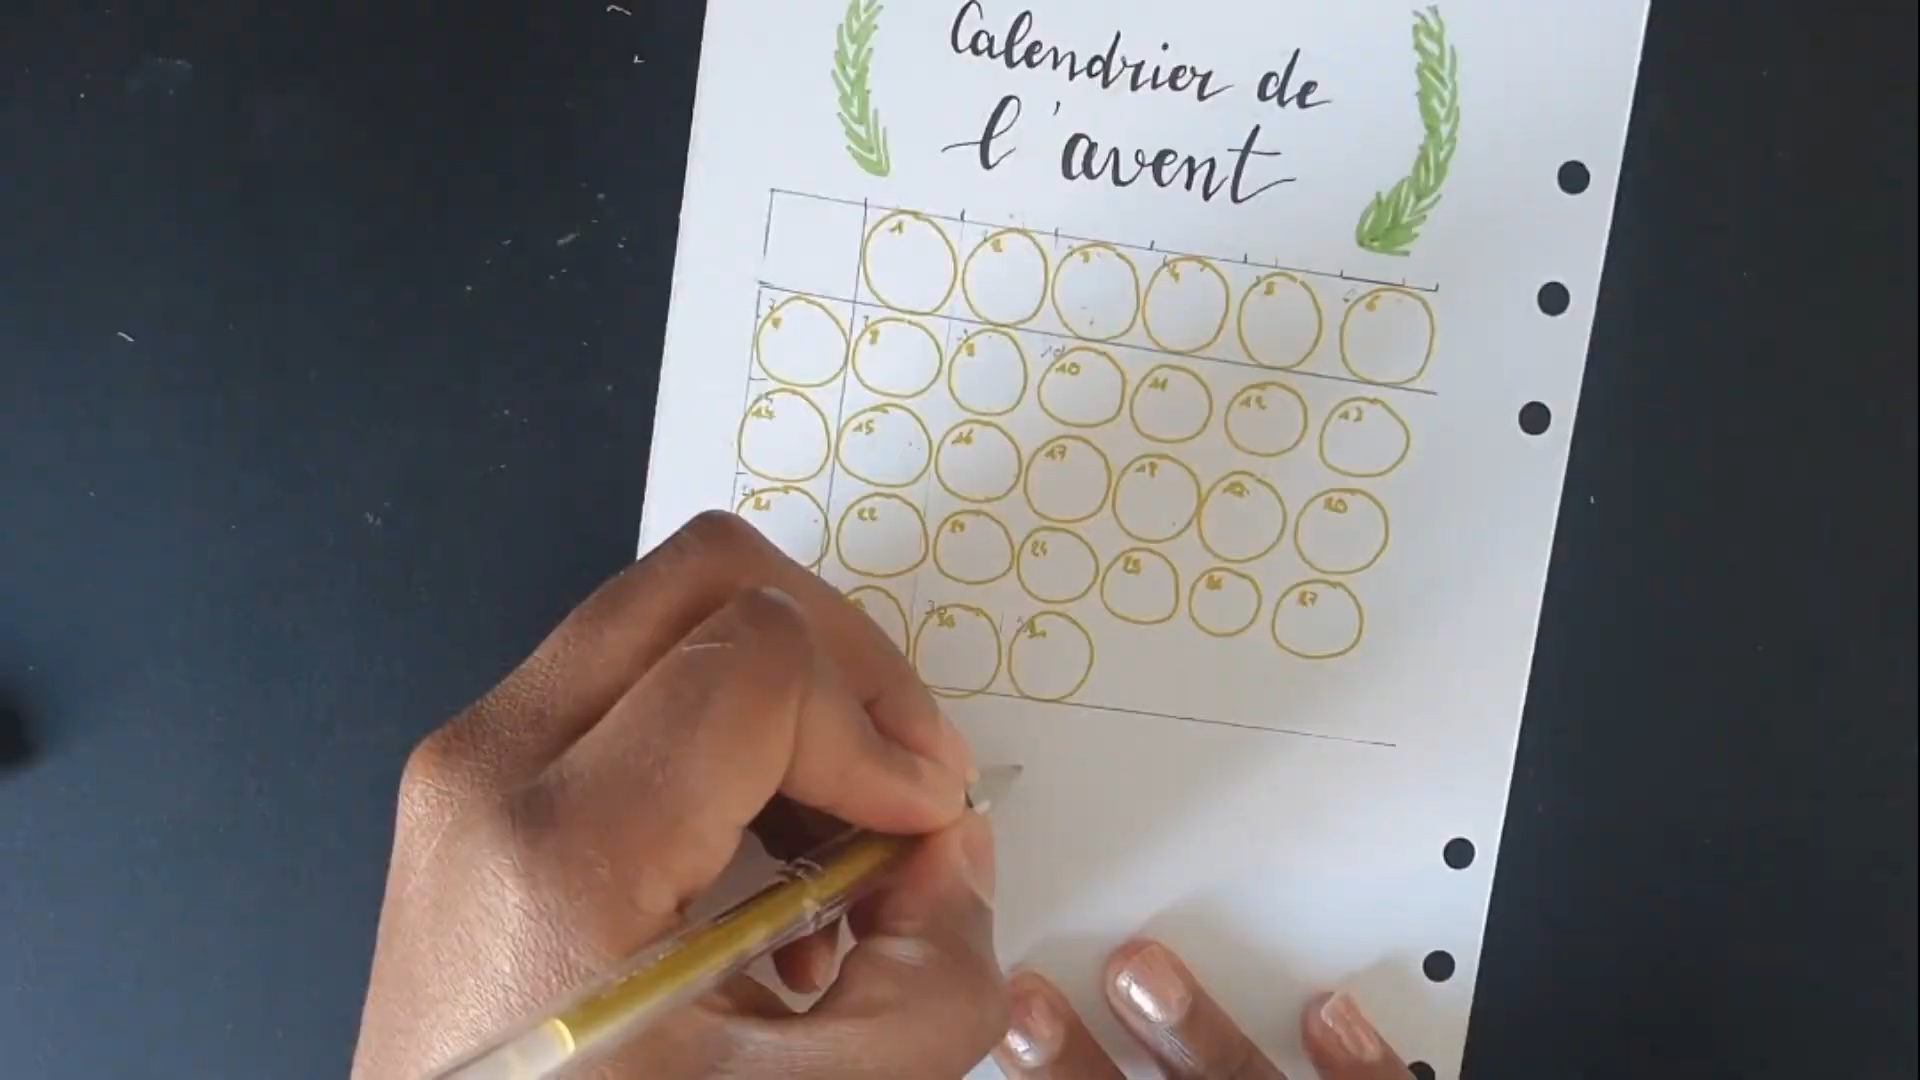 Calendrier de
l'avent
1 2 3 4 5 6
8 9 10 11 12 13
14 15 16 17 18 19 20
21 22 23 24 25 26 27
30 31